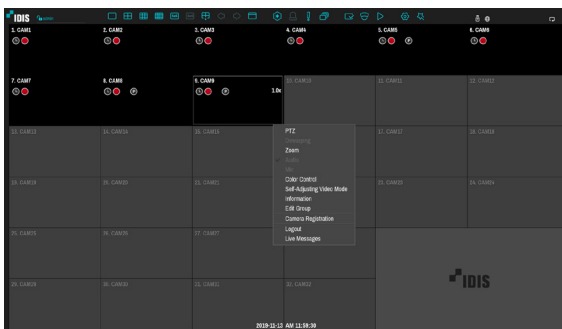 IDIS
1. CAM1
2. CAM2
3. CAM3
4. CAM4
5. CAM5
6. CAM6
7. CAM7
8. CAM8
9. CAM9
1.0x
10. CAM10
11. CAM11
12. CAM12
13. CAM13
14. CAM14
15. CAM15
17. CAM17
18. CAM18
19. CAM19
20. CAM20
21. CAM21
23. CAM23
24. CAM24
25. CAM25
26. CAM26
27. CAM27
29. CAM29
30. CAM30
31. CAM31
32. CAM32
PTZ
Zoom
Audio
Color Control
Self-Adjusting Video Mode
Information
Edit Group
Camera Registration
Logout
Live Messages
IDIS
2019-11-13 AM 11:59:30